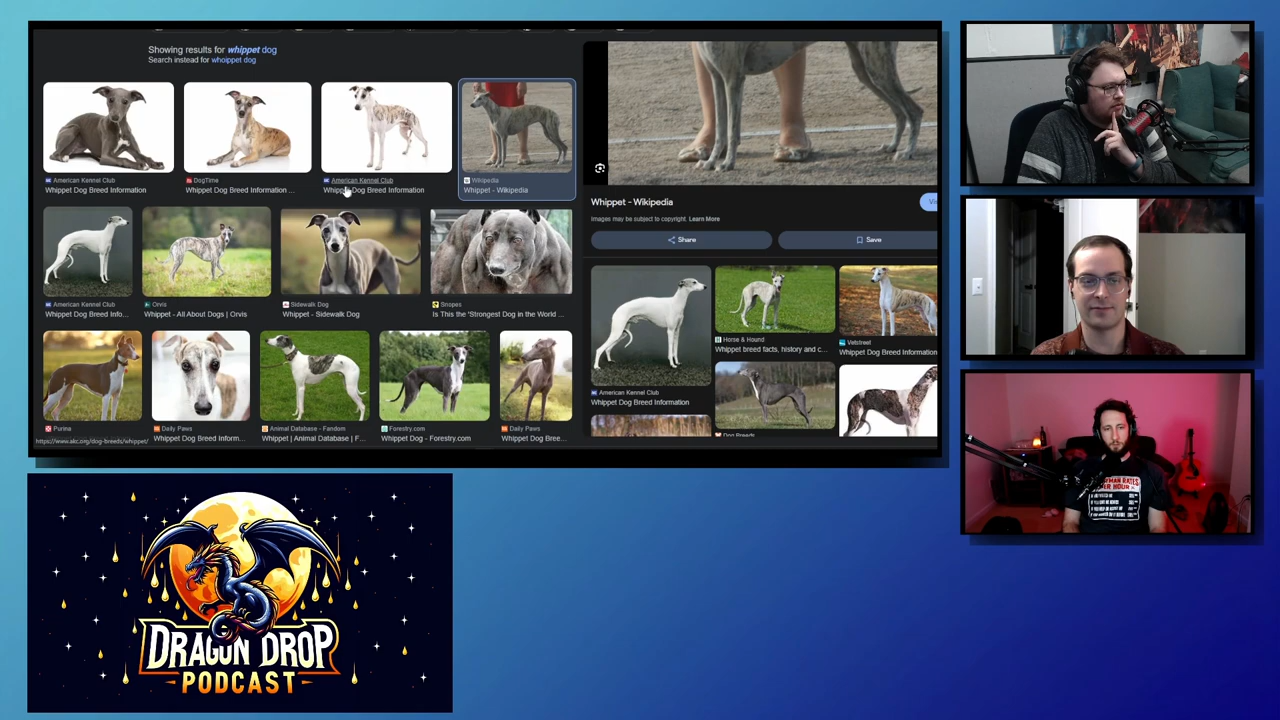 Showing results for whippet dog
Search instead for whoippet dog
American Kennel Club
Whippet Dog Breed Information
DogTime
Whippet Dog Breed Information ...
American Kennel Club
Whippet Dog Breed Information
Wikipedia
Whippet - Wikipedia
American Kennel Club
Whippet Dog Breed Info...
Orvis
Whippet - All About Dogs | Orvis
Sidewalk Dog
Whippet - Sidewalk Dog
Snopes
Is This the 'Strongest Dog in the World ...
Purina
Whippet Dog Breed Information
Daily Paws
Whippet Dog Breed Inform...
Animal Database - Fandom
Whippet | Animal Database | F...
Forestry.com
Whippet Dog - Forestry.com
Daily Paws
Whippet Dog Bree...
https://www.akc.org/dog-breeds/whippet/
Whippet - Wikipedia
Images may be subject to copyright. Learn More
Share
Save
American Kennel Club
Whippet Dog Breed Information
Horse & Hound
Whippet breed facts, history and c...
Vetstreet
Whippet Dog Breed Information
Dog Breeds
DRAGON DROP
PODCAST